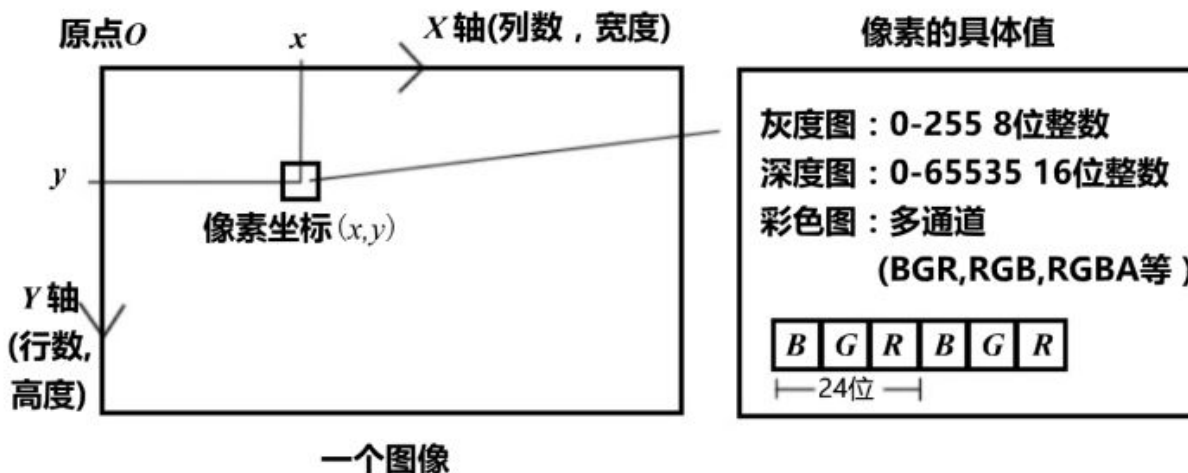 原点O
x
X 轴(列数，宽度)
y
像素坐标(x,y)
Y 轴
(行数,
高度)
一个图像
像素的具体值
灰度图：0-255 8位整数
深度图：0-65535 16位整数
彩色图：多通道
(BGR,RGB,RGBA等 )
B G R B G R
24位